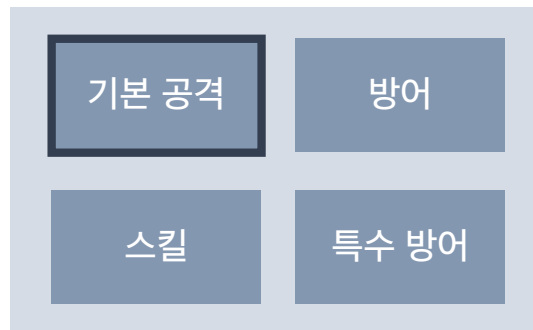 기본 공격
방어
스킬
특수 방어